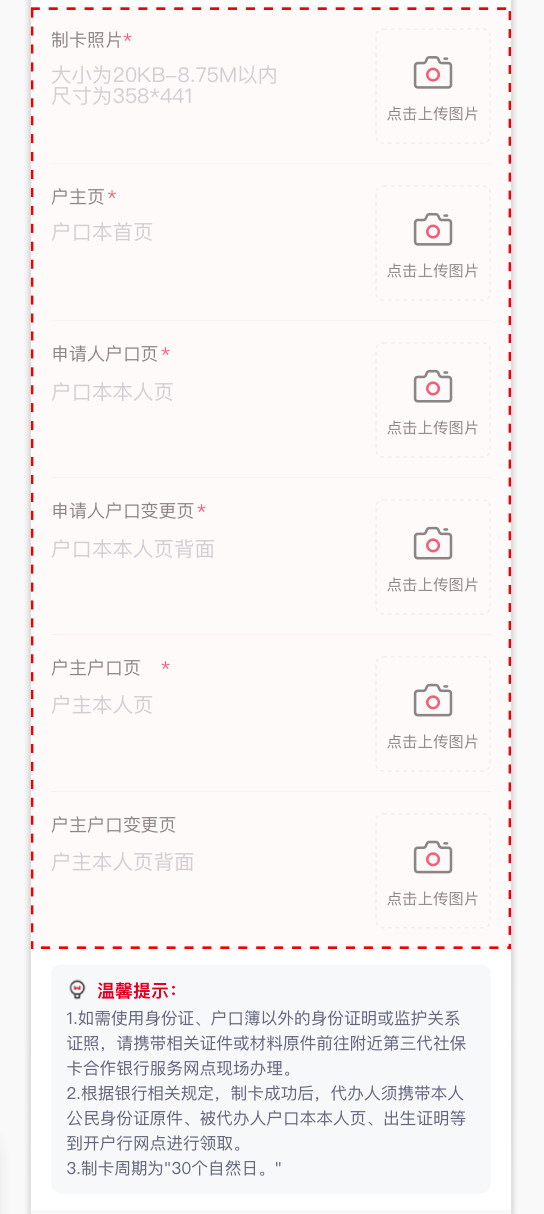 制卡照片*
大小为20KB-8.75M以内
尺寸为358*441
点击上传图片
户主页*
户口本首页
点击上传图片
申请人户口页*
户口本本人页
点击上传图片
申请人户口变更页*
户口本本人页背面
点击上传图片
户主户口页 *
户主本人页
点击上传图片
户主户口变更页
户主本人页背面
点击上传图片
温馨提示：
1.如需使用身份证、户口簿以外的身份证明或监护关系
证照，请携带相关证件或材料原件前往附近第三代社保
卡合作银行服务网点现场办理。
2.根据银行相关规定，制卡成功后，代办人须携带本人
公民身份证原件、被代办人户口本本人页、出生证明等
到开户行网点进行领取。
3.制卡周期为"30个自然日。"